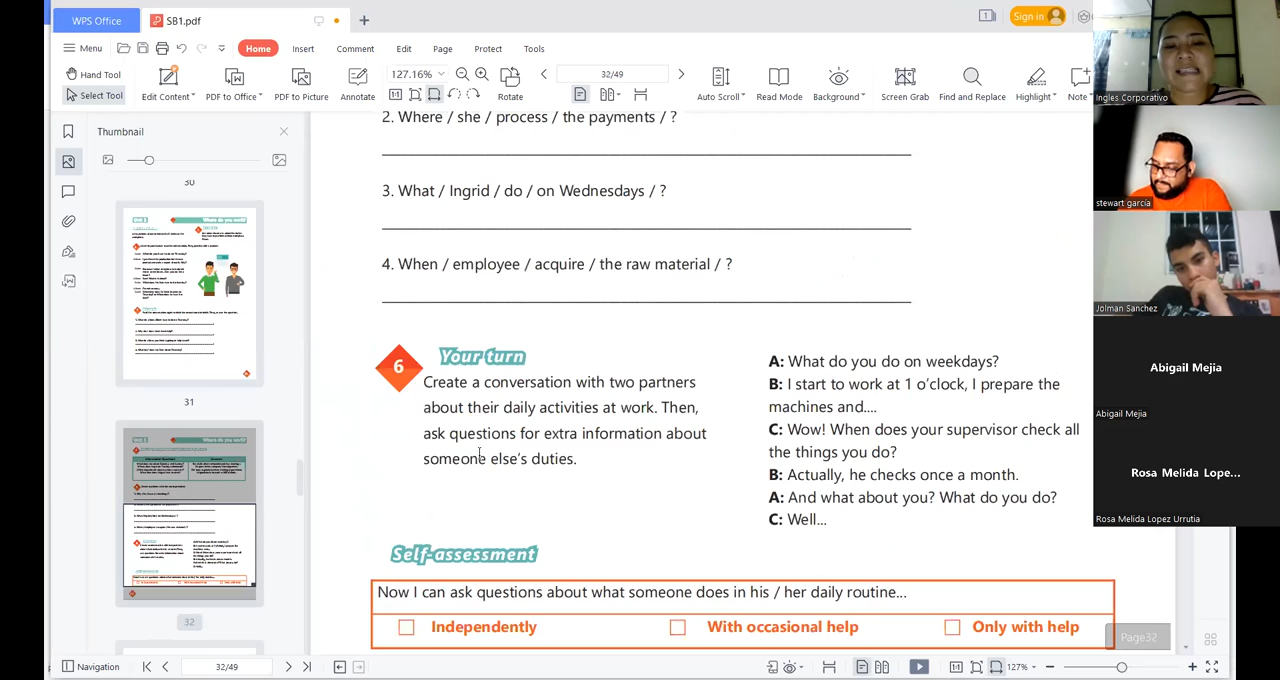 WPS Office
SB1.pdf
Sign in
Menu
Home
Insert
Comment
Edit
Page
Protect
Tools
Hand Tool
Select Tool
Edit Content
PDF to Office
PDF to Picture
Annotate
127.16%
Rotate
32/49
Auto Scroll
Read Mode
Background
Screen Grab
Find and Replace
Highlight
Note
Thumbnail
30
31
32
2. Where / she / process / the payments / ?
3. What / Ingrid / do / on Wednesdays / ?
4. When / employee / acquire / the raw material / ?
6
Your turn
Create a conversation with two partners
about their daily activities at work. Then,
ask questions for extra information about
someone else's duties.
A: What do you do on weekdays?
B: I start to work at 1 o'clock, I prepare the
machines and....
C: Wow! When does your supervisor check all
the things you do?
B: Actually, he checks once a month.
A: And what about you? What do you do?
C: Well...
Self-assessment
Now I can ask questions about what someone does in his / her daily routine...
Independently
With occasional help
Only with help
Page32
Ingles Corporativo
stewart garcía
Jolman Sanchez
Abigail Mejia
Abigail Mejia
Rosa Melida Lope...
Rosa Melida Lopez Urrutia
Navigation
32/49
127%